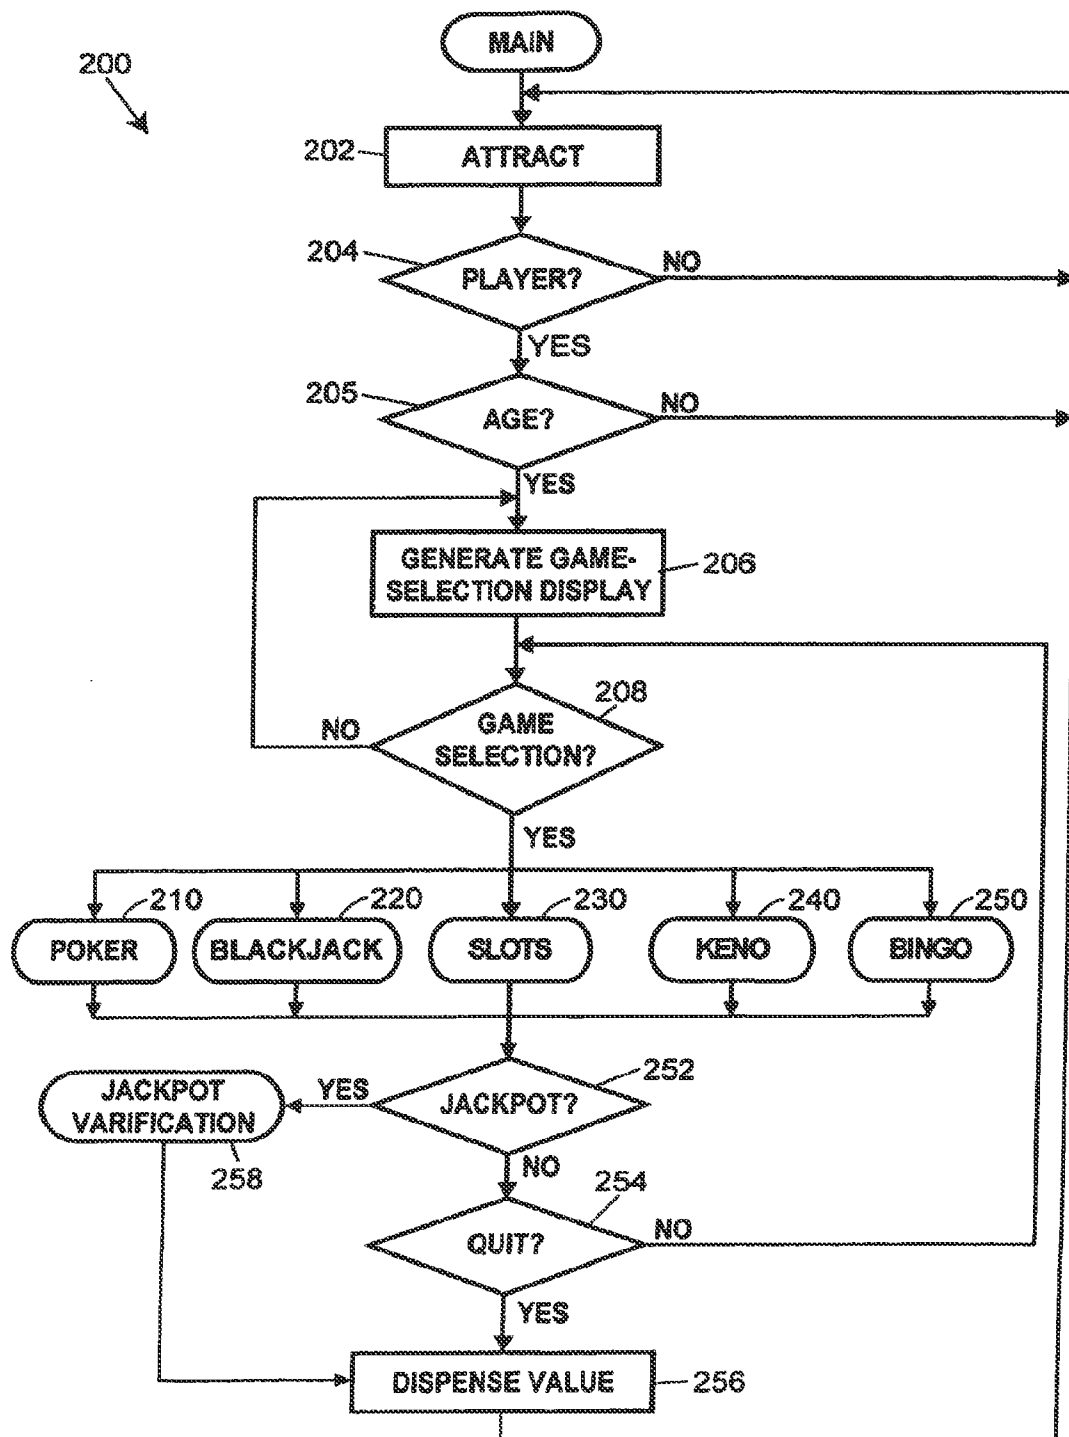 MAIN
200
202
ATTRACT
204
PLAYER?
NO
YES
205
AGE?
NO
YES
GENERATE GAME-
SELECTION DISPLAY
206
208
GAME
SELECTION?
NO
YES
210
220
230
240
250
POKER
BLACKJACK
SLOTS
KENO
BINGO
252
JACKPOT?
YES
JACKPOT
VARIFICATION
258
NO
254
QUIT?
NO
YES
DISPENSE VALUE
256